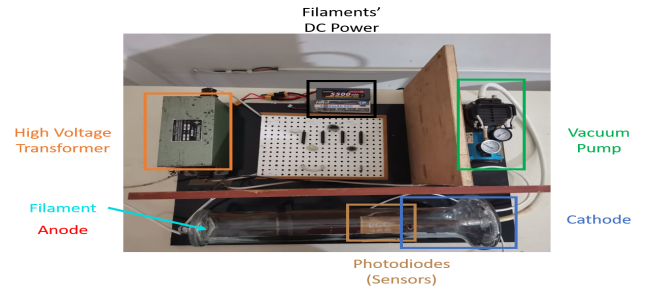 Filaments'
DC Power
5500
High Voltage
Transformer
Vacuum
Pump
Filament
Anode
Cathode
Photodiodes
(Sensors)